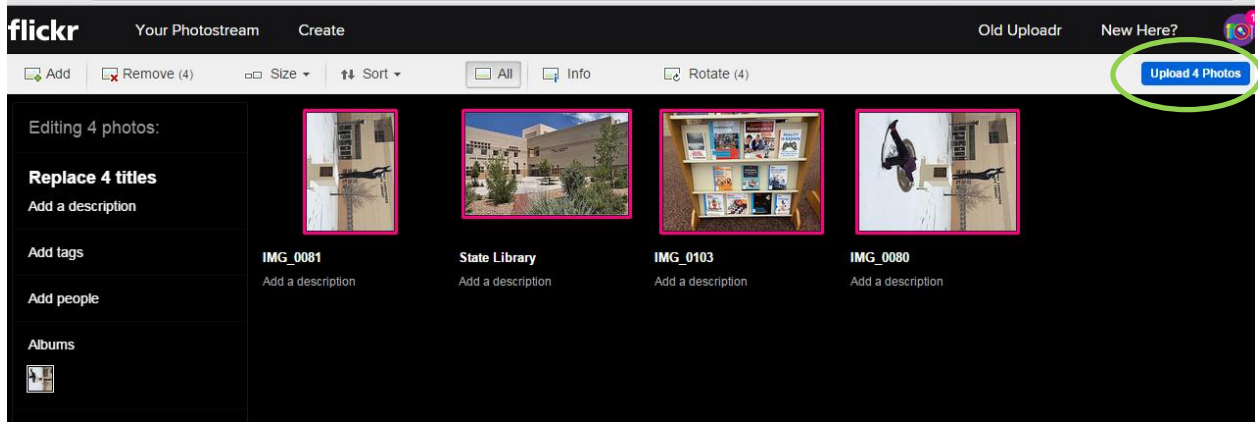 flickr Your Photostream Create Old Uploadr New Here? 1
Add Remove (4) Size Sort All Info Rotate (4) Upload 4 Photos
Editing 4 photos:
Replace 4 titles
Add a description
Add tags
Add people
Albums
IMG_0081 State Library IMG_0103 IMG_0080
Add a description Add a description Add a description Add a description